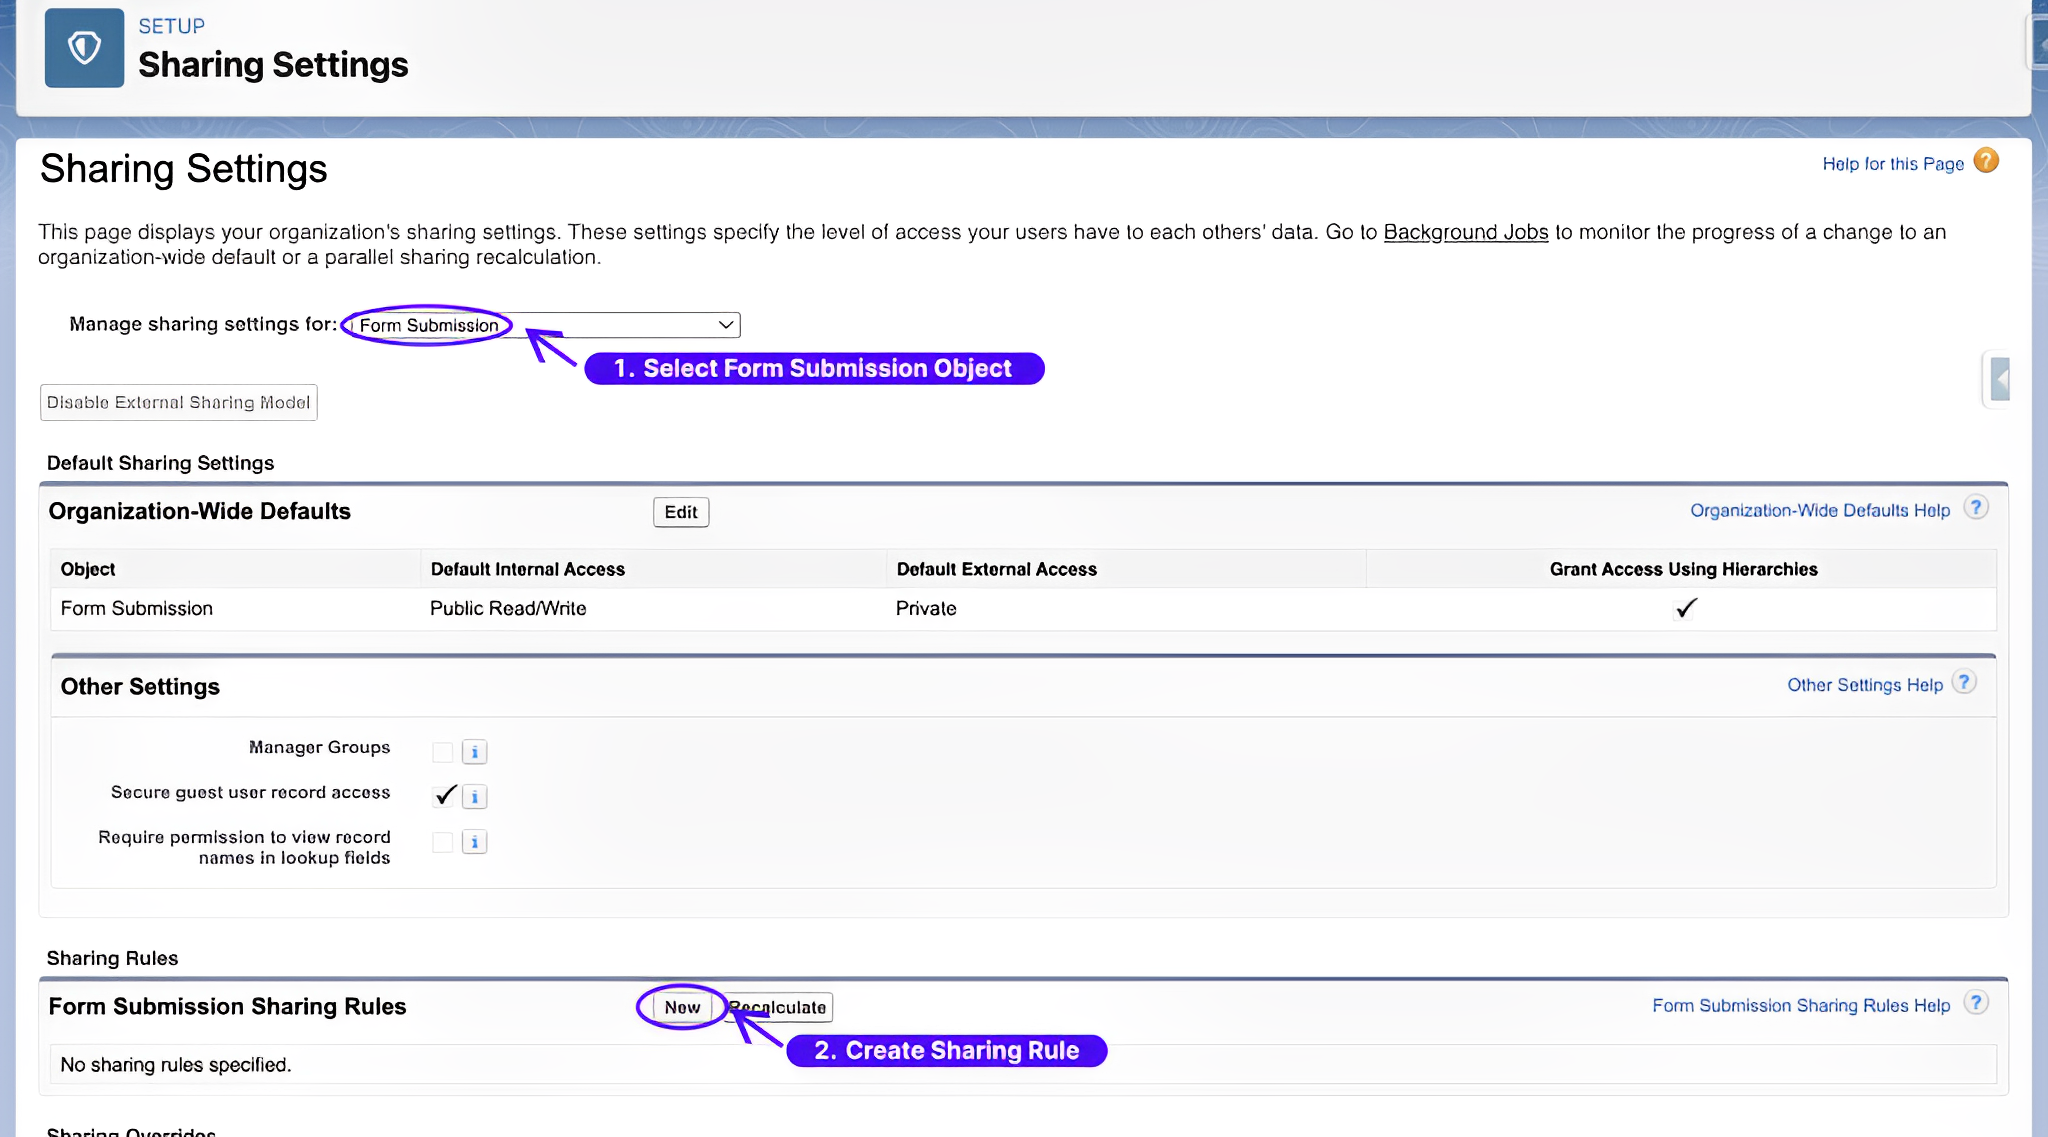 SETUP
Sharing Settings
Sharing Settings
Help for this Page ?
This page displays your organization's sharing settings. These settings specify the level of access your users have to each others' data. Go to Background Jobs to monitor the progress of a change to an
organization-wide default or a parallel sharing recalculation.
Manage sharing settings for: Form Submission
1. Select Form Submission Object
Disable External Sharing Model
Default Sharing Settings
Organization-Wide Defaults Edit Organization-Wide Defaults Help ?
Object Default Internal Access Default External Access Grant Access Using Hierarchies
Form Submission Public Read/Write Private
Other Settings Other Settings Help ?
Manager Groups i
Secure guest user record access i
Require permission to view record
names in lookup fields i
Sharing Rules
Form Submission Sharing Rules New Recalculate Form Submission Sharing Rules Help ?
2. Create Sharing Rule
No sharing rules specified.
Sharing Overrides